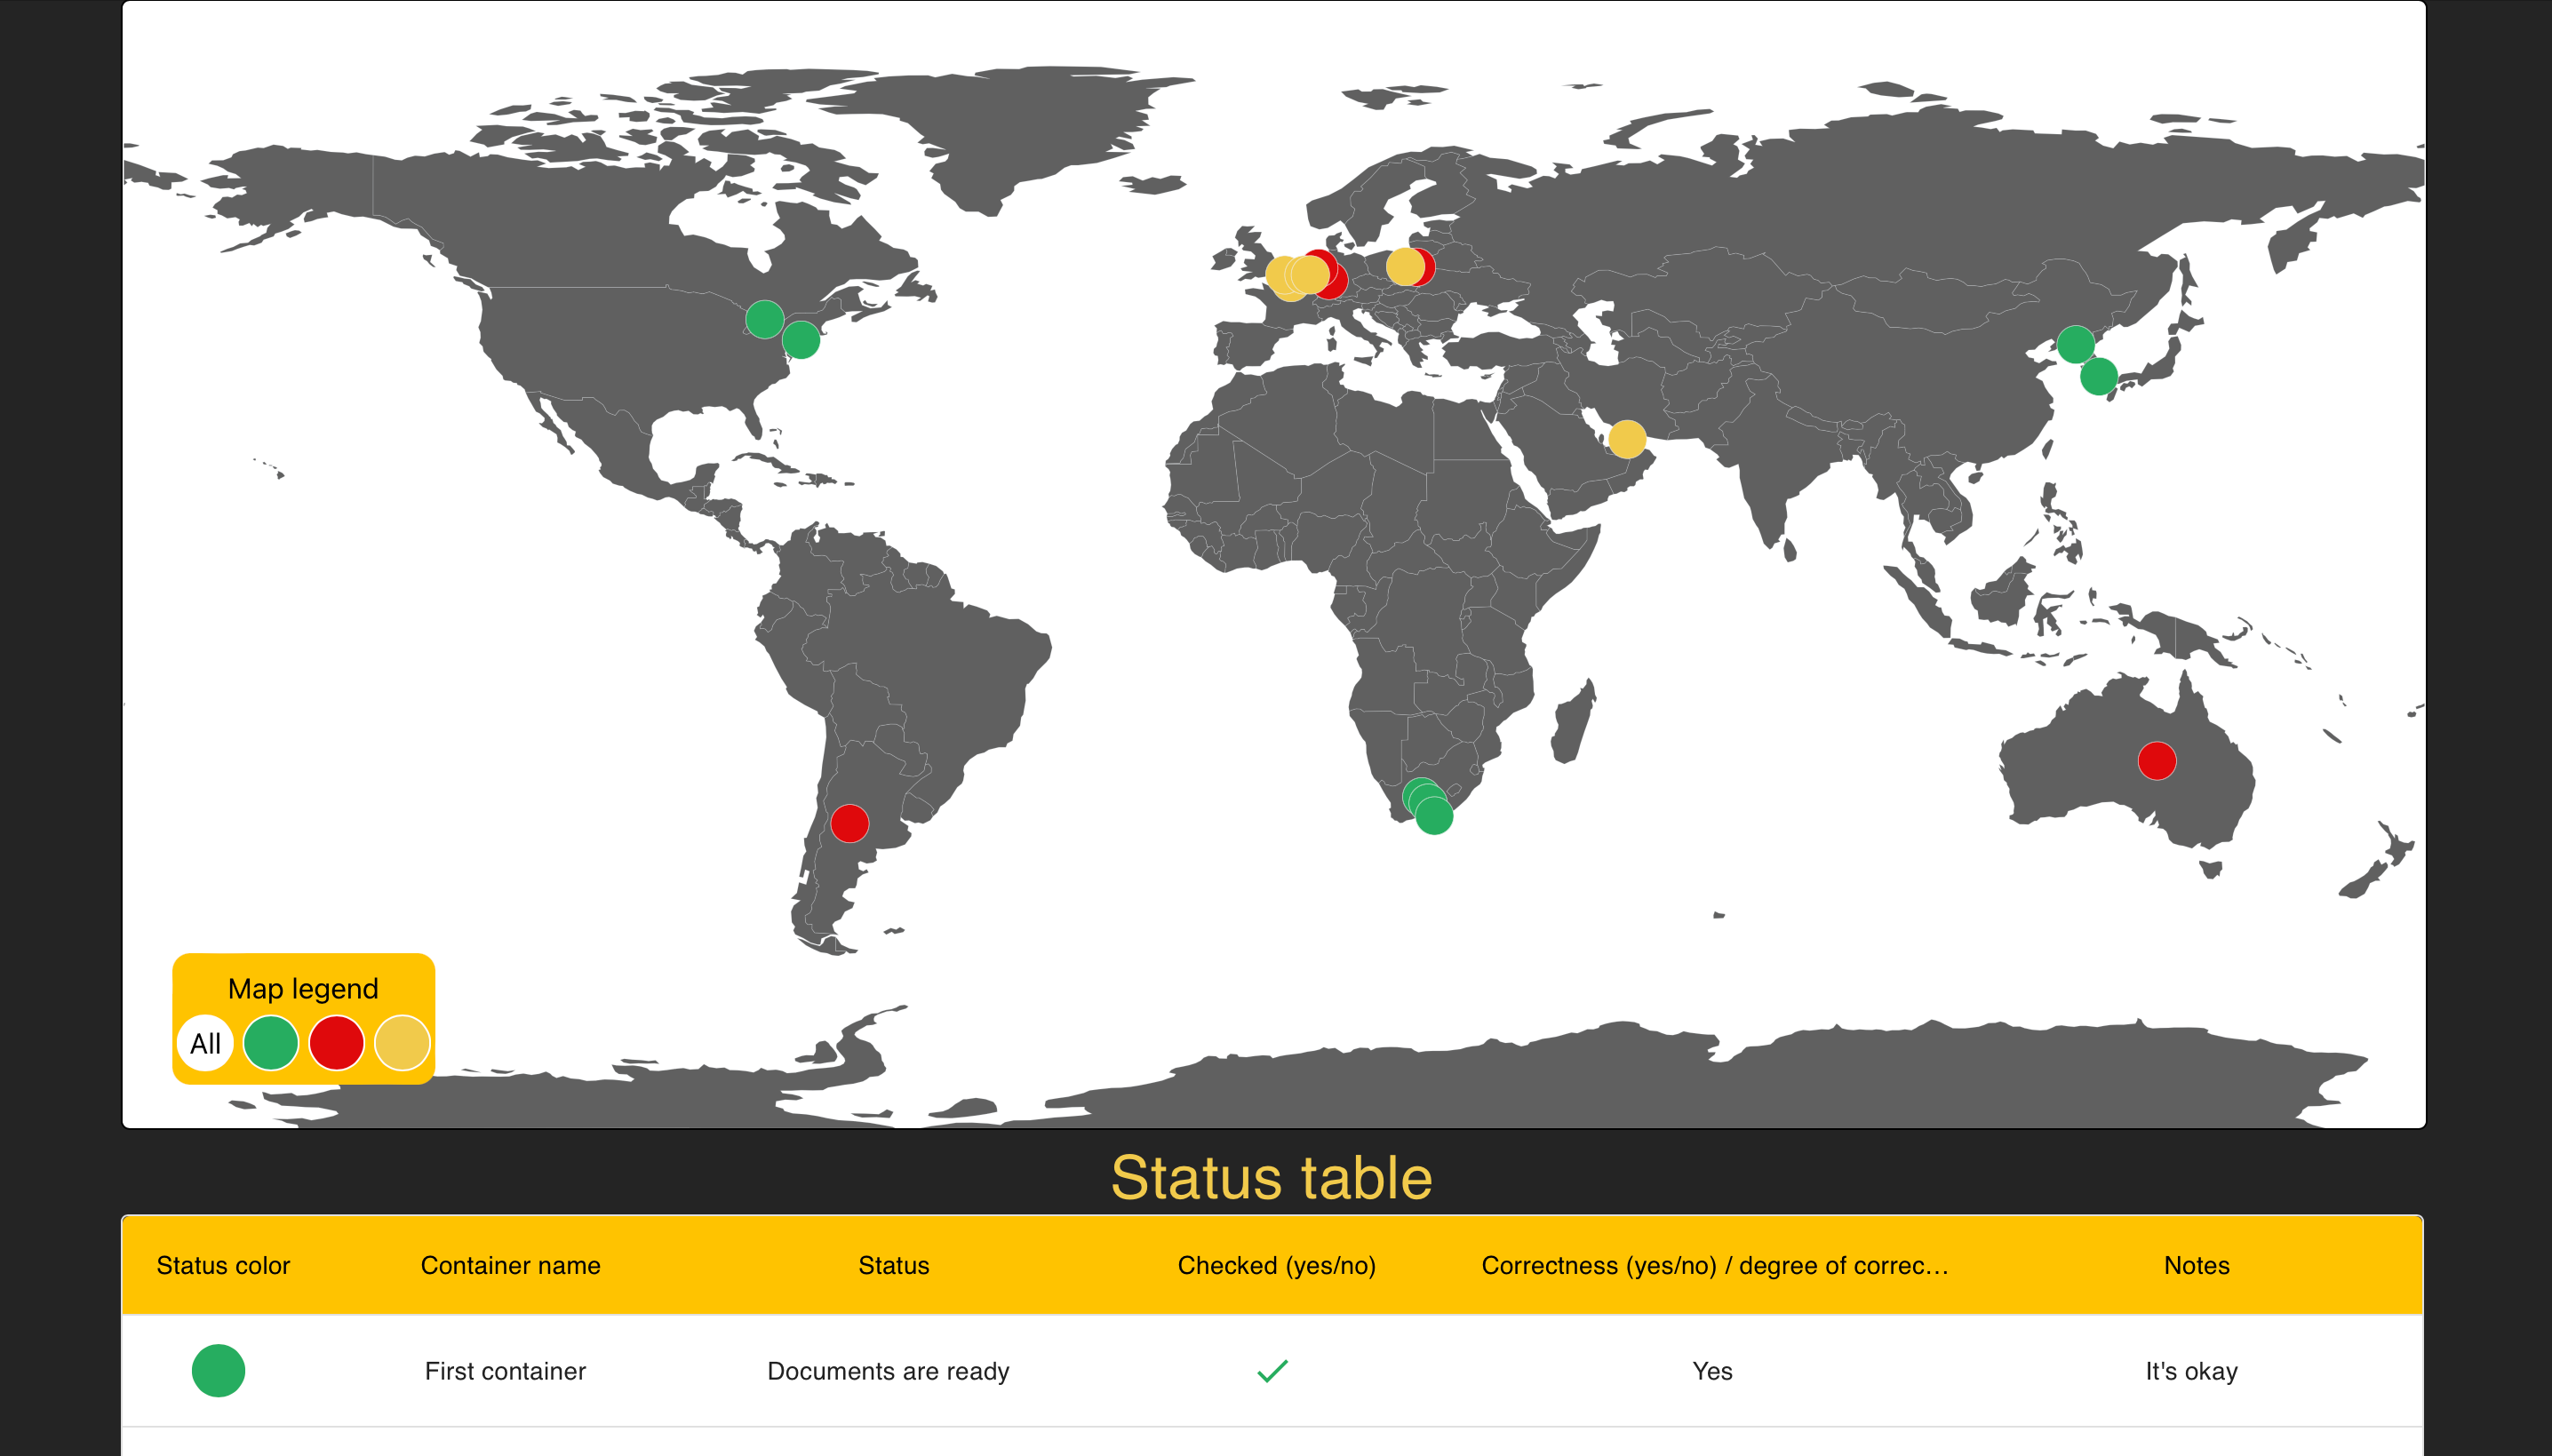 Map legend
All
Status table
Status color Container name Status Checked (yes/no) Correctness (yes/no) / degree of correc... Notes
First container Documents are ready Yes It's okay